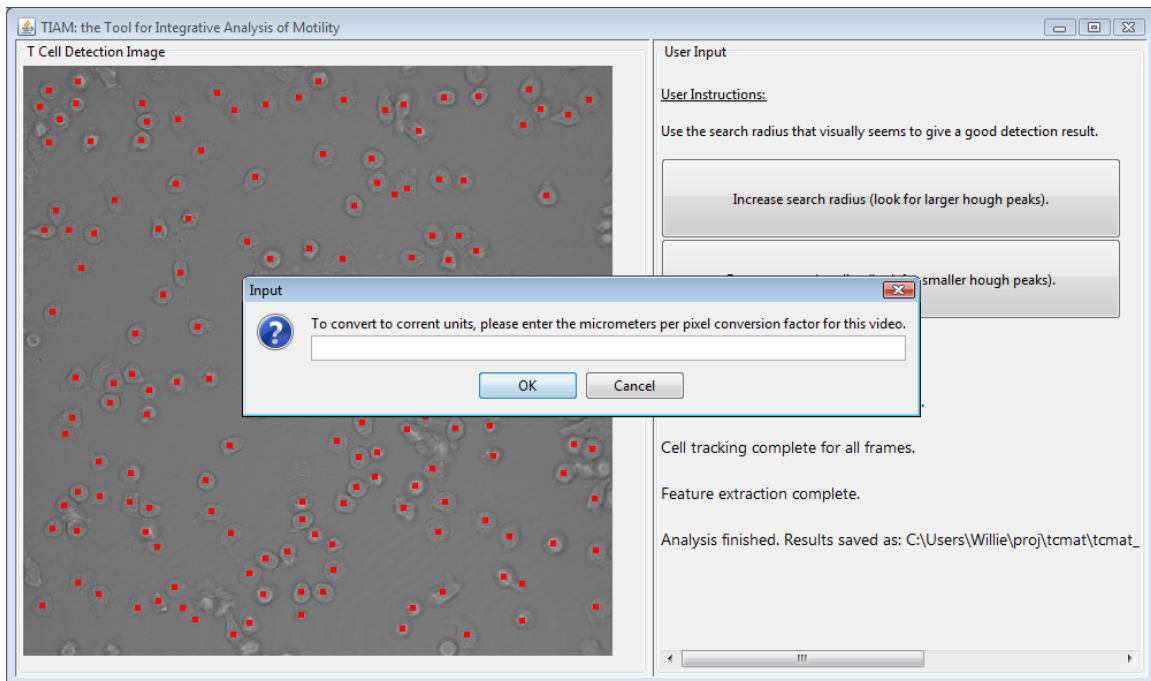 TIAM: the Tool for Integrative Analysis of Motility
T Cell Detection Image
User Input
User Instructions:
Use the search radius that visually seems to give a good detection result.
Increase search radius (look for larger hough peaks).
smaller hough peaks).
Input
To convert to corrent units, please enter the micrometers per pixel conversion factor for this video.
OK
Cancel
Cell tracking complete for all frames.
Feature extraction complete.
Analysis finished. Results saved as: C:\Users\Willie\proj\tcmat\tcmat_